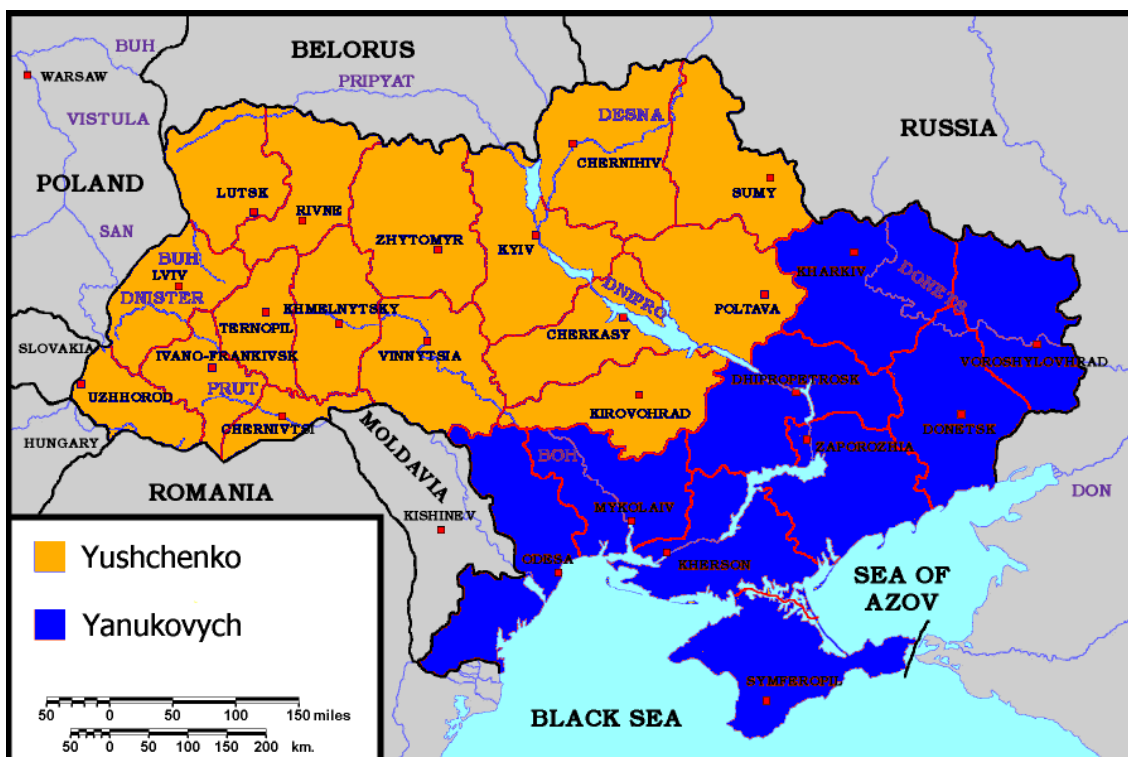 BUH
BELORUS
WARSAW
PRIPYAT
VISTULA
DESNA
RUSSIA
CHERNIHIV
POLAND
LUTSK
SUMY
RIVNE
SAN
ZHYTOMYR
KYIV
BUH
KHARKIV
LVIV
DONETS
DNISTER
DNIPRO
KHMELNYTSKY
POLTAVA
TERNOPIL
CHERKASY
SLOVAKIA
IVANO-FRANKIVSK
VINNYTSIA
VOROSHYLOVHRAD
PRUT
DNIPROPETROSK
UZHHOROD
KIROVOHRAD
CHERNIVTSI
DONETSK
HUNGARY
ZAPOROZHIA
MOLDAVIA
BOH
ROMANIA
DON
MYKOLAIV
KISHINEV
ODESA
KHERSON
SEA OF
AZOV
SYMFEROPIL
BLACK SEA
Yushchenko
Yanukovych
50 0 50 100 150 miles
50 0 50 100 150 200 km.